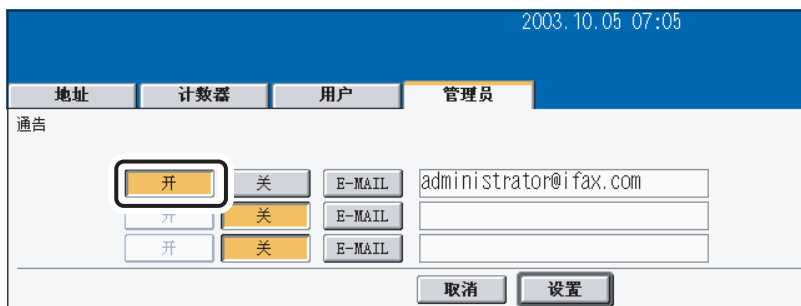 2003.10.05 07:05
地址 计数器 用户 管理员
通告
开 关 E-MAIL administrator@ifax.com
开 关 E-MAIL
开 关 E-MAIL
取消 设置